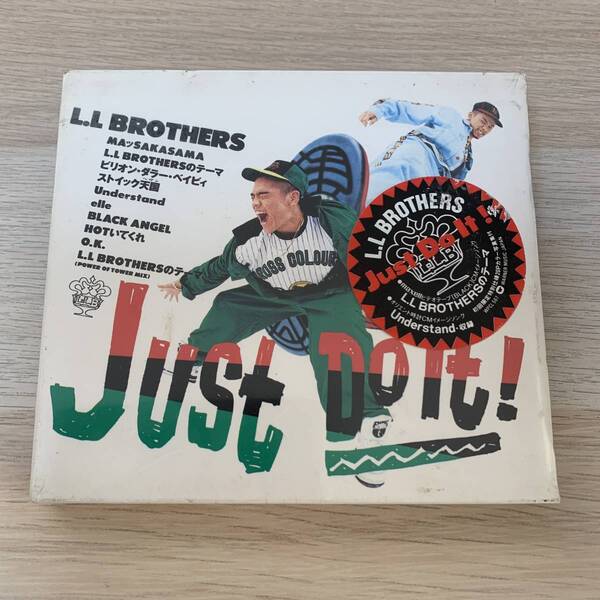 L.L BROTHERS
MAッSAKASAMA
L.L BROTHERSのテーマ
ビリオン・ダラー・ベイビィ
ストイック天国
Understand
elle
BLACK ANGEL
HOTいてくれ
O.K.
L.L BROTHERSのテー
(POWER OF TOWER MIX)
BOSS COLOUR
Just Do It!
L.L BROTHERS
Just Do It
L.L.B
L.L BROTHERSのテーマ
Understand・収録